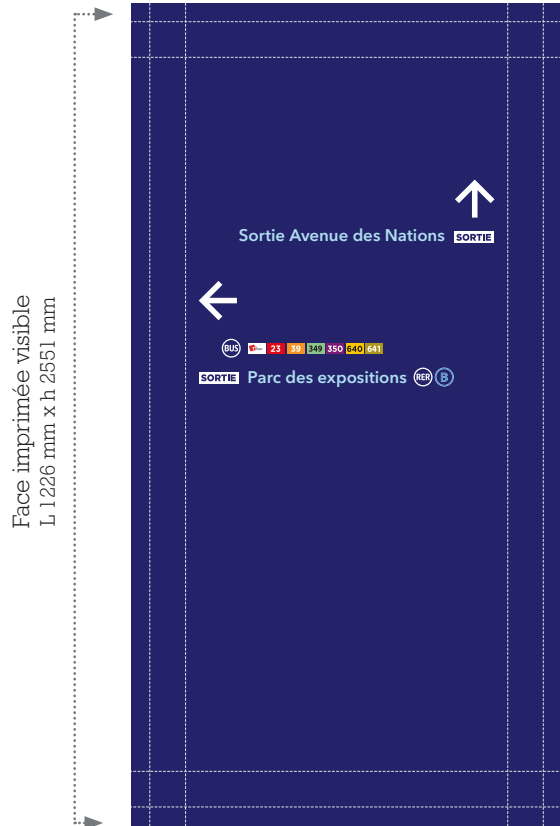 Face imprimée visible
L 1226 mm x h 2551 mm
Sortie Avenue des Nations SORTIE
BUS 23 39 349 350 640 641
SORTIE Parc des expositions RER B